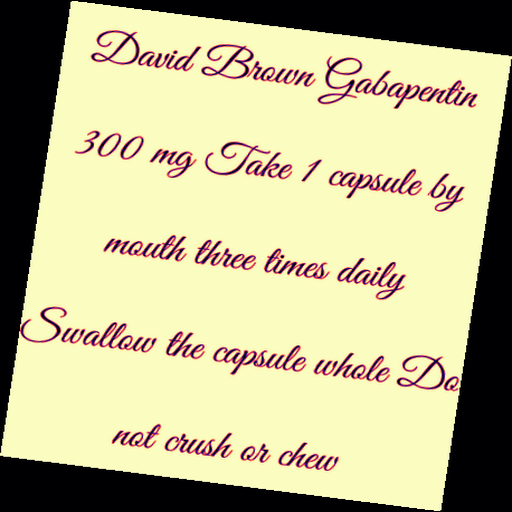 David Brown Gabapentin
300 mg Take 1 capsule by
mouth three times daily
Swallow the capsule whole Do
not crush or chew